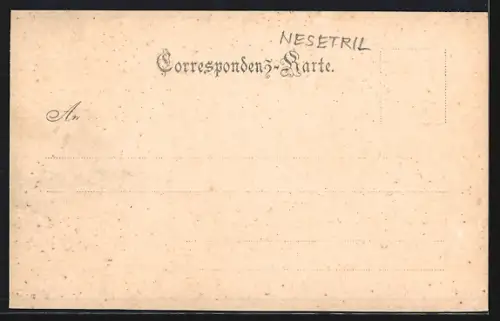 NESETRIL
Correspondenz-Karte.
An